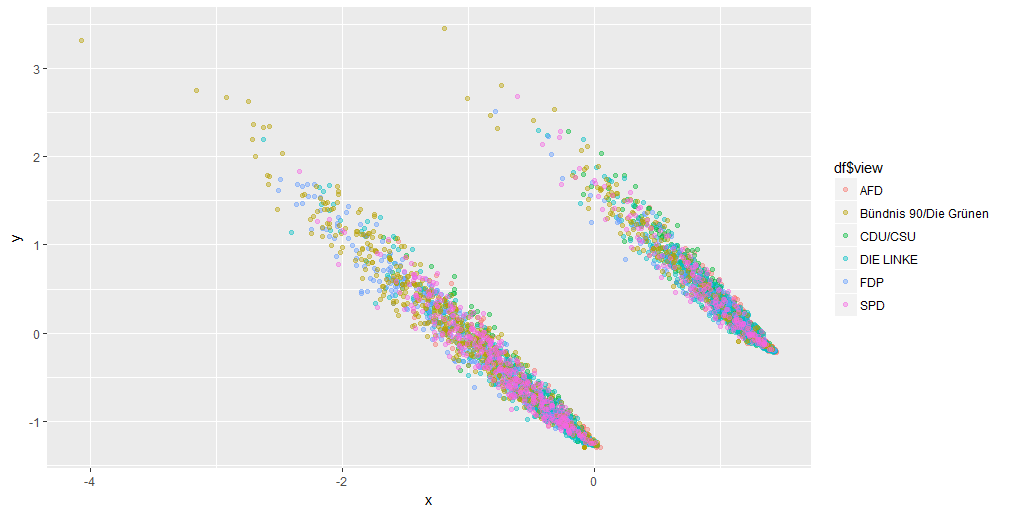 3
2
1
0
-1
y
-4
-2
0
x
df$view
AFD
Bündnis 90/Die Grünen
CDU/CSU
DIE LINKE
FDP
SPD